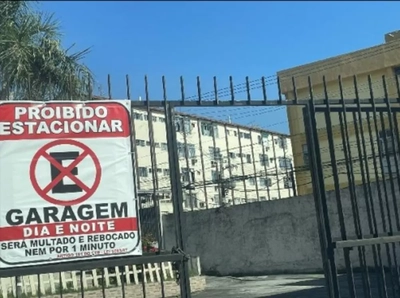 PROIBIDO
ESTACIONAR
E
GARAGEM
DIA E NOITE
SERÁ MULTADO E REBOCADO
NEM POR 1 MINUTO